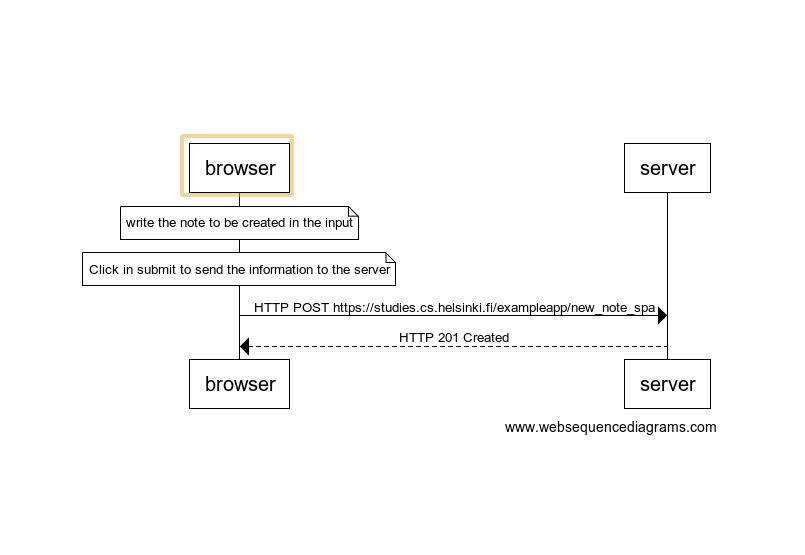 browser
server
write the note to be created in the input
Click in submit to send the information to the server
HTTP POST https://studies.cs.helsinki.fi/exampleapp/new_note_spa
HTTP 201 Created
browser
server
www.websequencediagrams.com